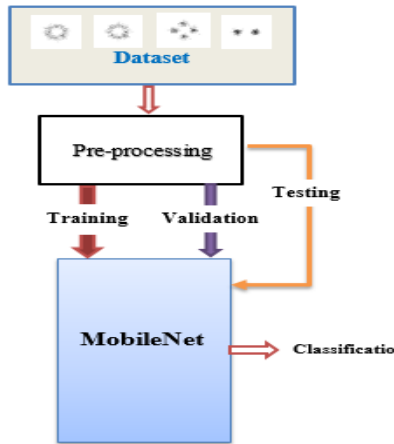 Dataset
Pre-processing
Testing
Training
Validation
MobileNet
Classificatio